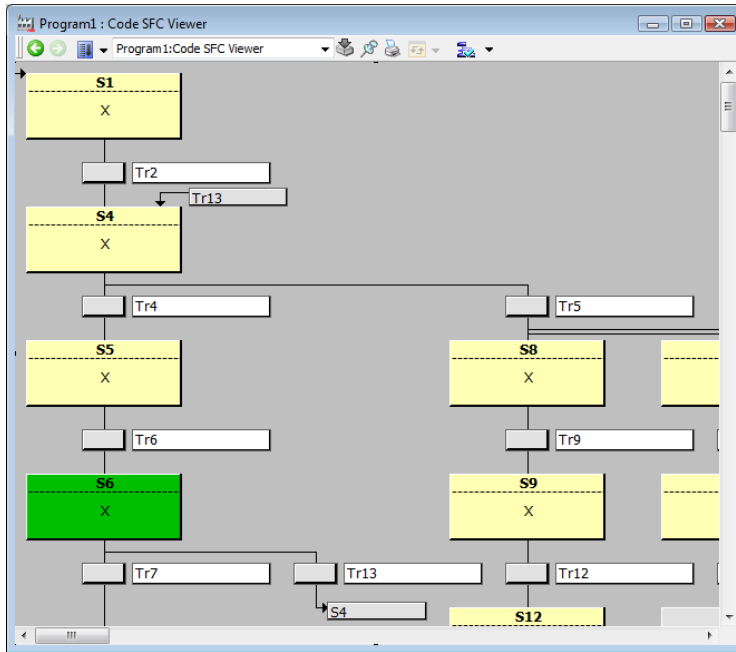 Program1 : Code SFC Viewer
Program1:Code SFC Viewer
S1
X
Tr2
Tr13
S4
X
Tr4
Tr5
S5
X
S8
X
Tr6
Tr9
S6
X
S9
X
Tr7
Tr13
Tr12
S4
S12